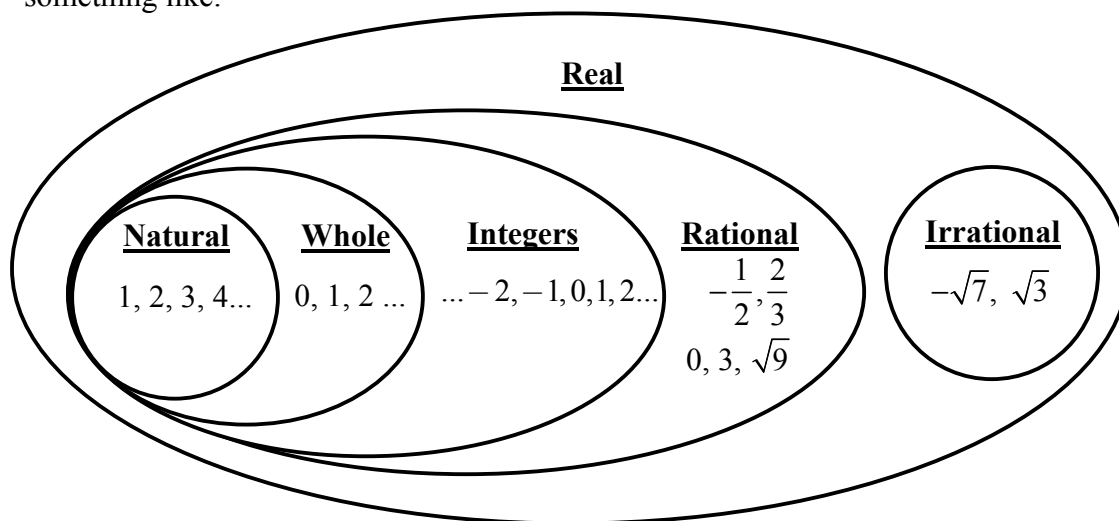 something like:
Real
Natural Whole Integers Rational Irrational
1, 2, 3, 4... 0, 1, 2 ... ...−2,−1,0,1,2... −1/2, 2/3 −√7, √3
0, 3, √9